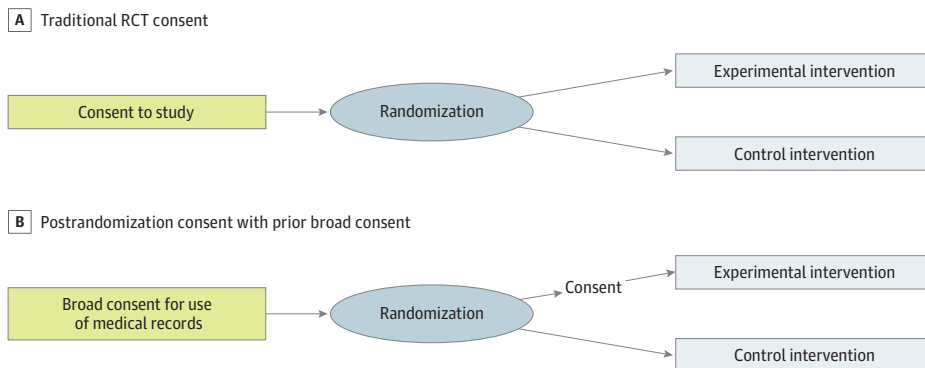 A Traditional RCT consent
Consent to study
Randomization
Experimental intervention
Control intervention
B Postrandomization consent with prior broad consent
Broad consent for use
of medical records
Randomization
Consent
Experimental intervention
Control intervention